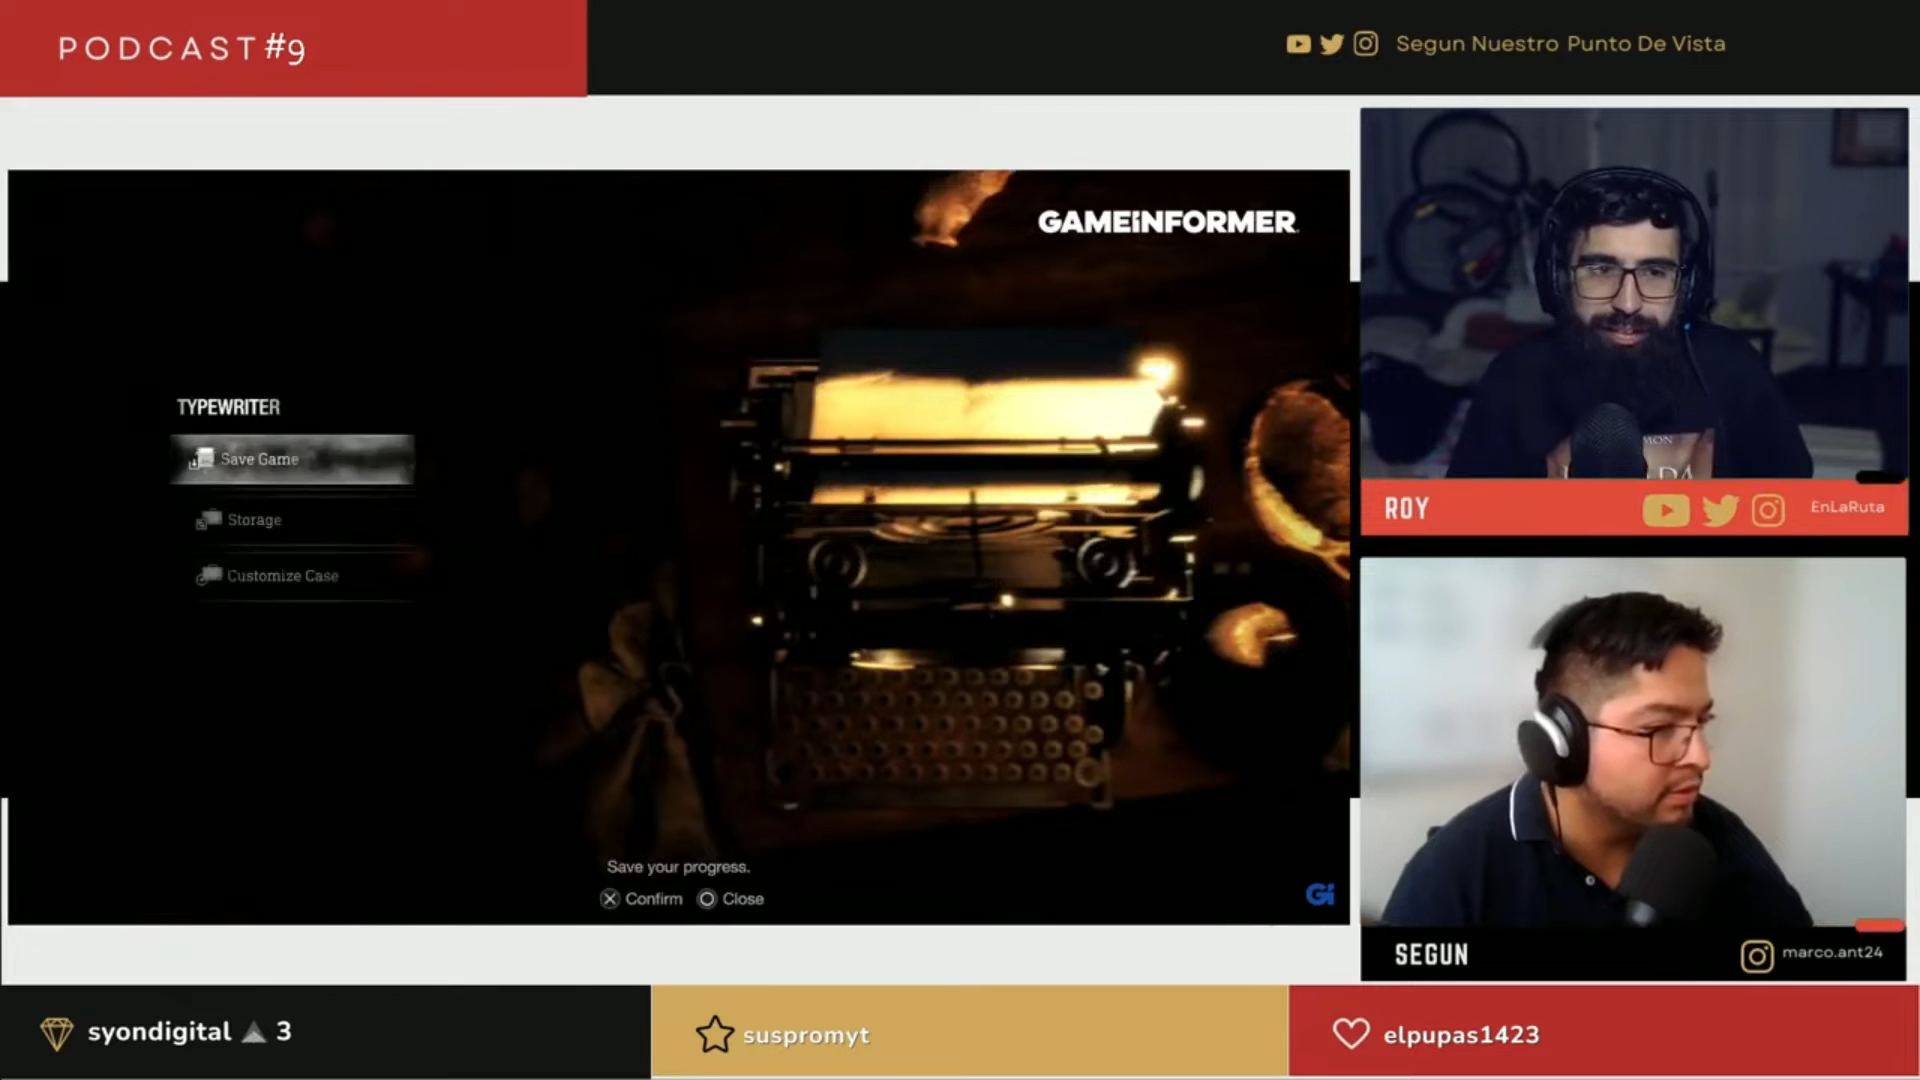 PODCAST #9
Segun Nuestro Punto De Vista
GAMEINFORMER
TYPEWRITER
Save Game
Storage
Customize Case
Save your progress.
Confirm Close
Gi
MON
ROY
EnLaRuta
SEGUN
marco.ant24
syondigital 3
suspromyt
elpupas1423